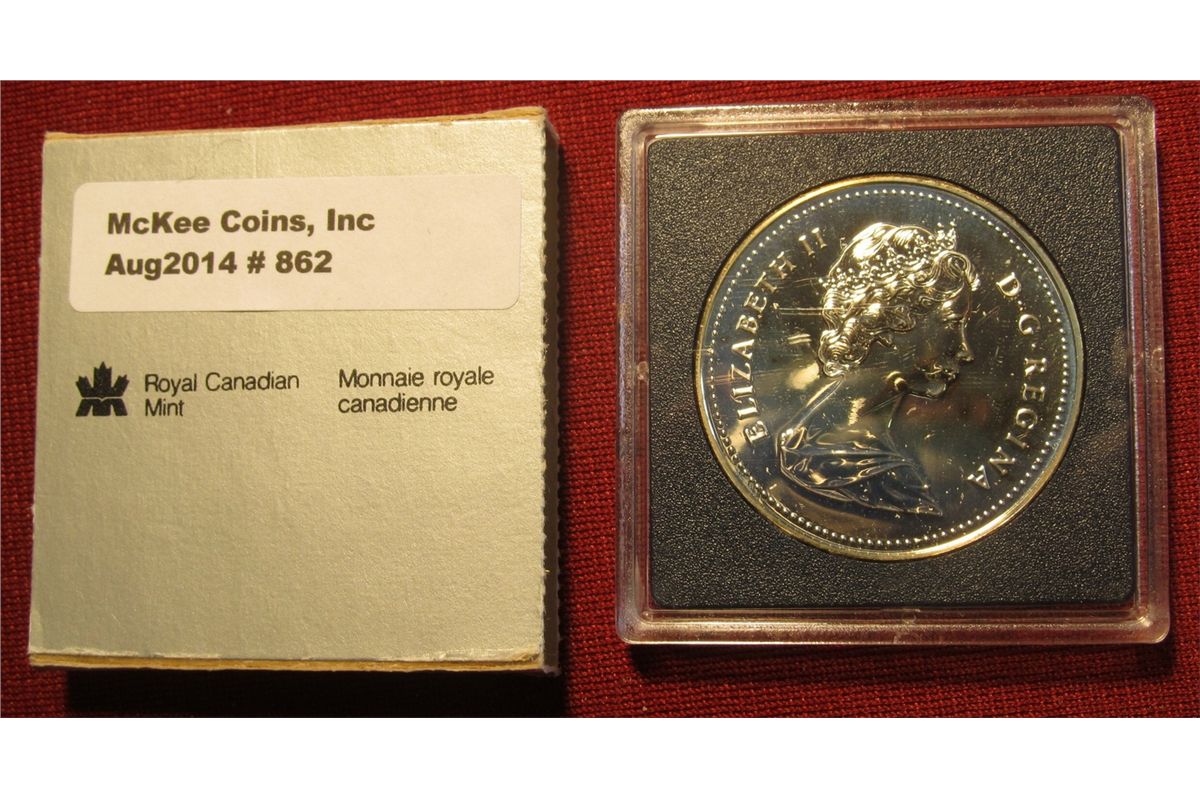 McKee Coins, Inc
Aug2014 # 862
Royal Canadian
Mint
Monnaie royale
canadienne
ELIZABETH II D·G·REGINA